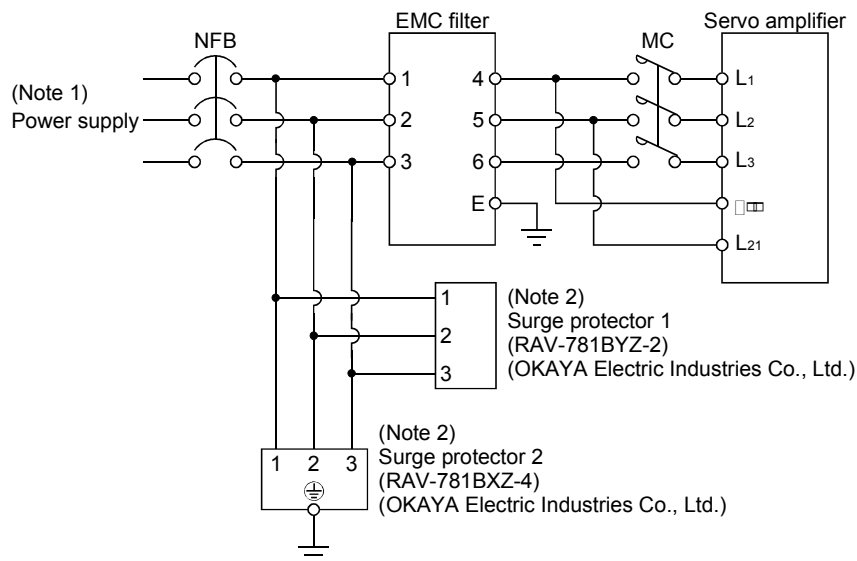 EMC filter
Servo amplifier
NFB
MC
(Note 1)
Power supply
1
2
3
4
5
6
E
L1
L2
L3
L21
1
2
3
(Note 2)
Surge protector 1
(RAV-781BYZ-2)
(OKAYA Electric Industries Co., Ltd.)
1 2 3
(Note 2)
Surge protector 2
(RAV-781BXZ-4)
(OKAYA Electric Industries Co., Ltd.)